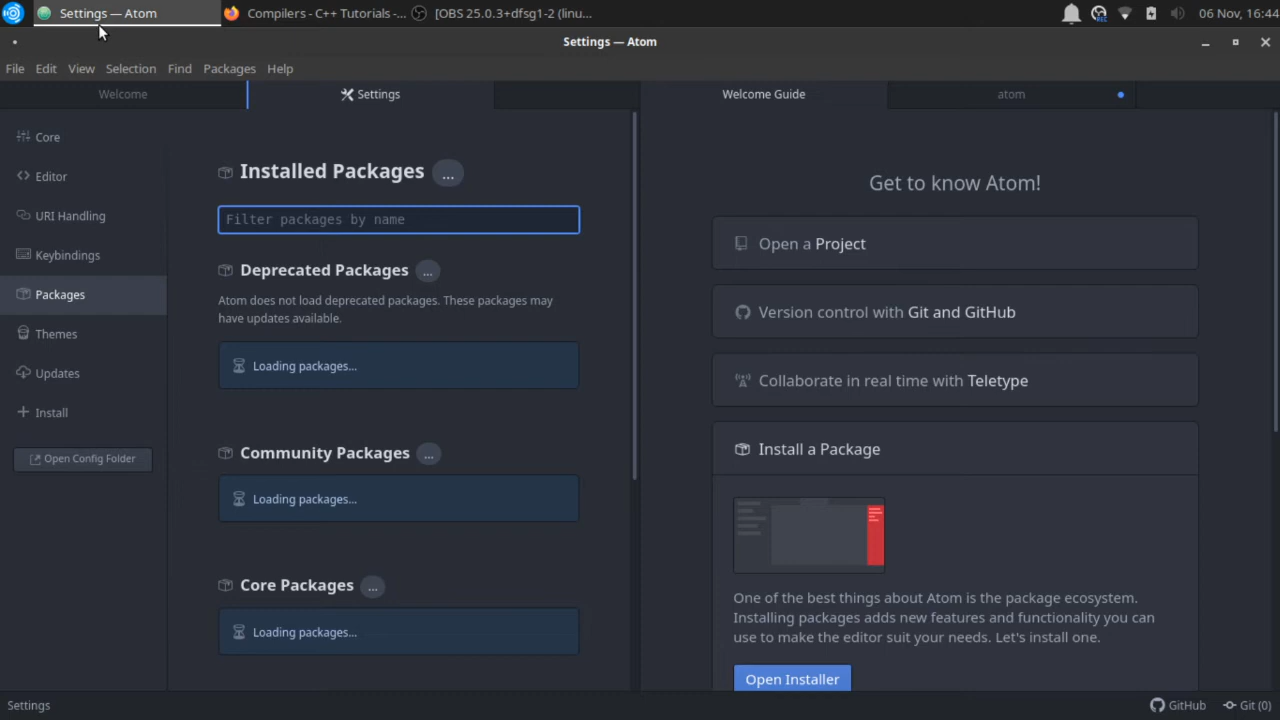 Settings — Atom
Compilers - C++ Tutorials -...
[OBS 25.0.3+dfsg1-2 (linu...
06 Nov, 16:44
Settings — Atom
File Edit View Selection Find Packages Help
Welcome
Settings
Welcome Guide
atom
Core
Editor
URI Handling
Keybindings
Packages
Themes
Updates
Install
Open Config Folder
Installed Packages ...
Filter packages by name
Deprecated Packages ...
Atom does not load deprecated packages. These packages may
have updates available.
Loading packages...
Community Packages ...
Loading packages...
Core Packages ...
Loading packages...
Get to know Atom!
Open a Project
Version control with Git and GitHub
Collaborate in real time with Teletype
Install a Package
One of the best things about Atom is the package ecosystem.
Installing packages adds new features and functionality you can
use to make the editor suit your needs. Let's install one.
Open Installer
Settings
GitHub
Git (0)